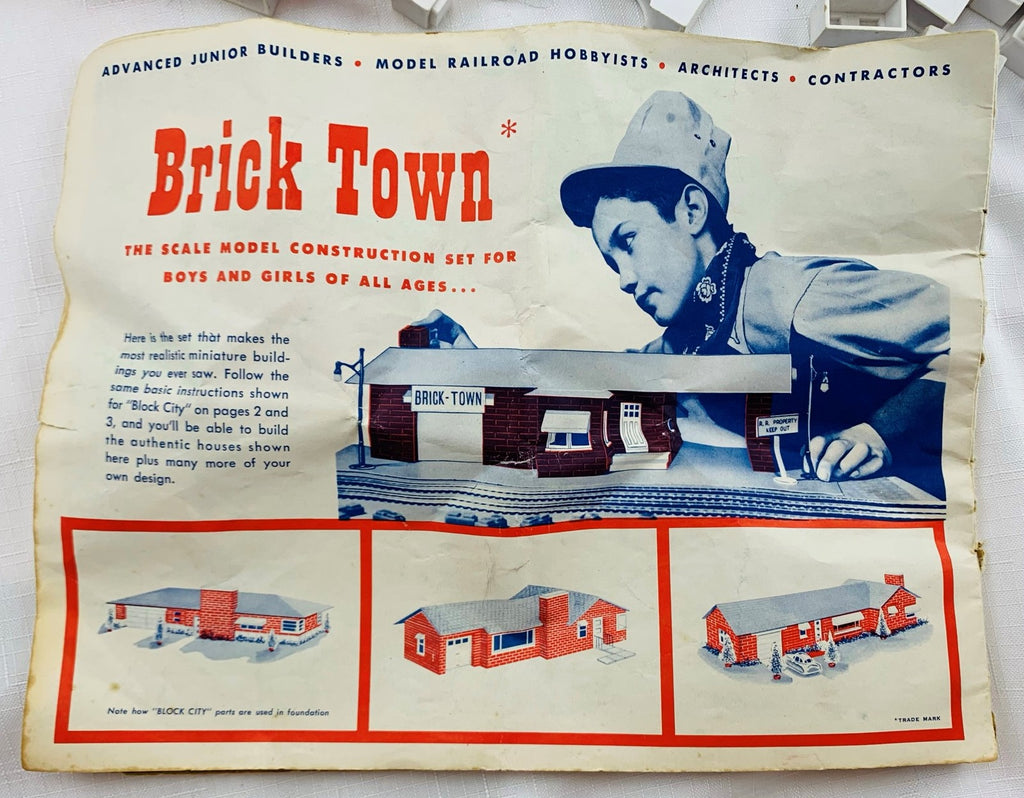 ADVANCED JUNIOR BUILDERS • MODEL RAILROAD HOBBYISTS • ARCHITECTS • CONTRACTORS
Brick Town*
THE SCALE MODEL CONSTRUCTION SET FOR
BOYS AND GIRLS OF ALL AGES...
Here is the set that makes the
most realistic miniature build-
ings you ever saw. Follow the
same basic instructions shown
for "Block City" on pages 2 and
3, and you'll be able to build
the authentic houses shown
here plus many more of your
own design.
BRICK-TOWN
R. R. PROPERTY
KEEP OUT
Note how "BLOCK CITY" parts are used in foundation
*TRADE MARK